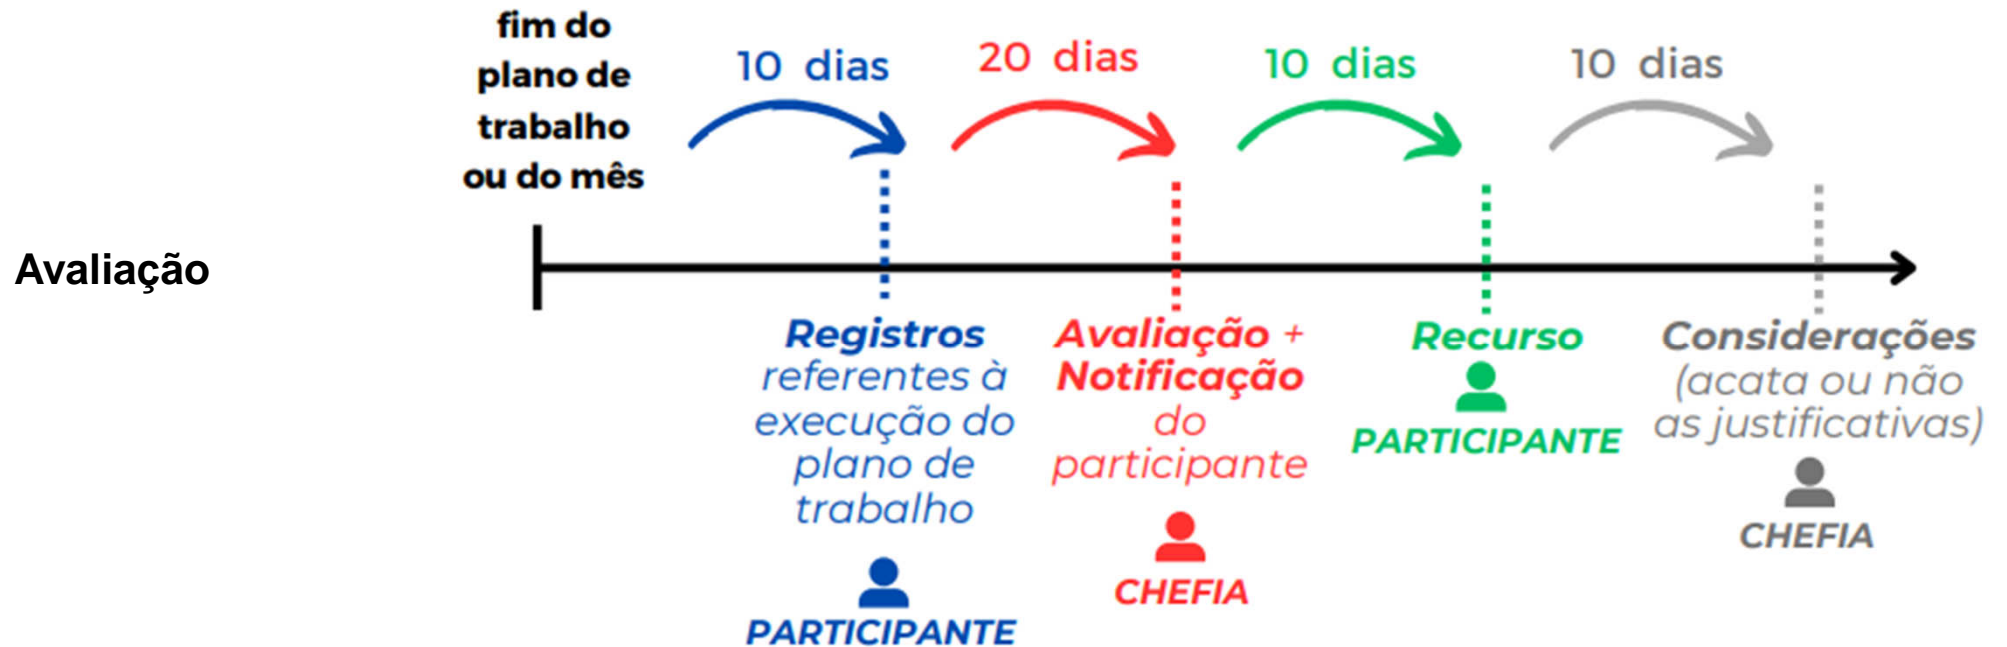 fim do
plano de
trabalho
ou do mês
10 dias
20 dias
10 dias
10 dias
Avaliação
Registros
referentes à
execução do
plano de
trabalho
PARTICIPANTE
Avaliação +
Notificação
do
participante
CHEFIA
Recurso
PARTICIPANTE
Considerações
(acata ou não
as justificativas)
CHEFIA